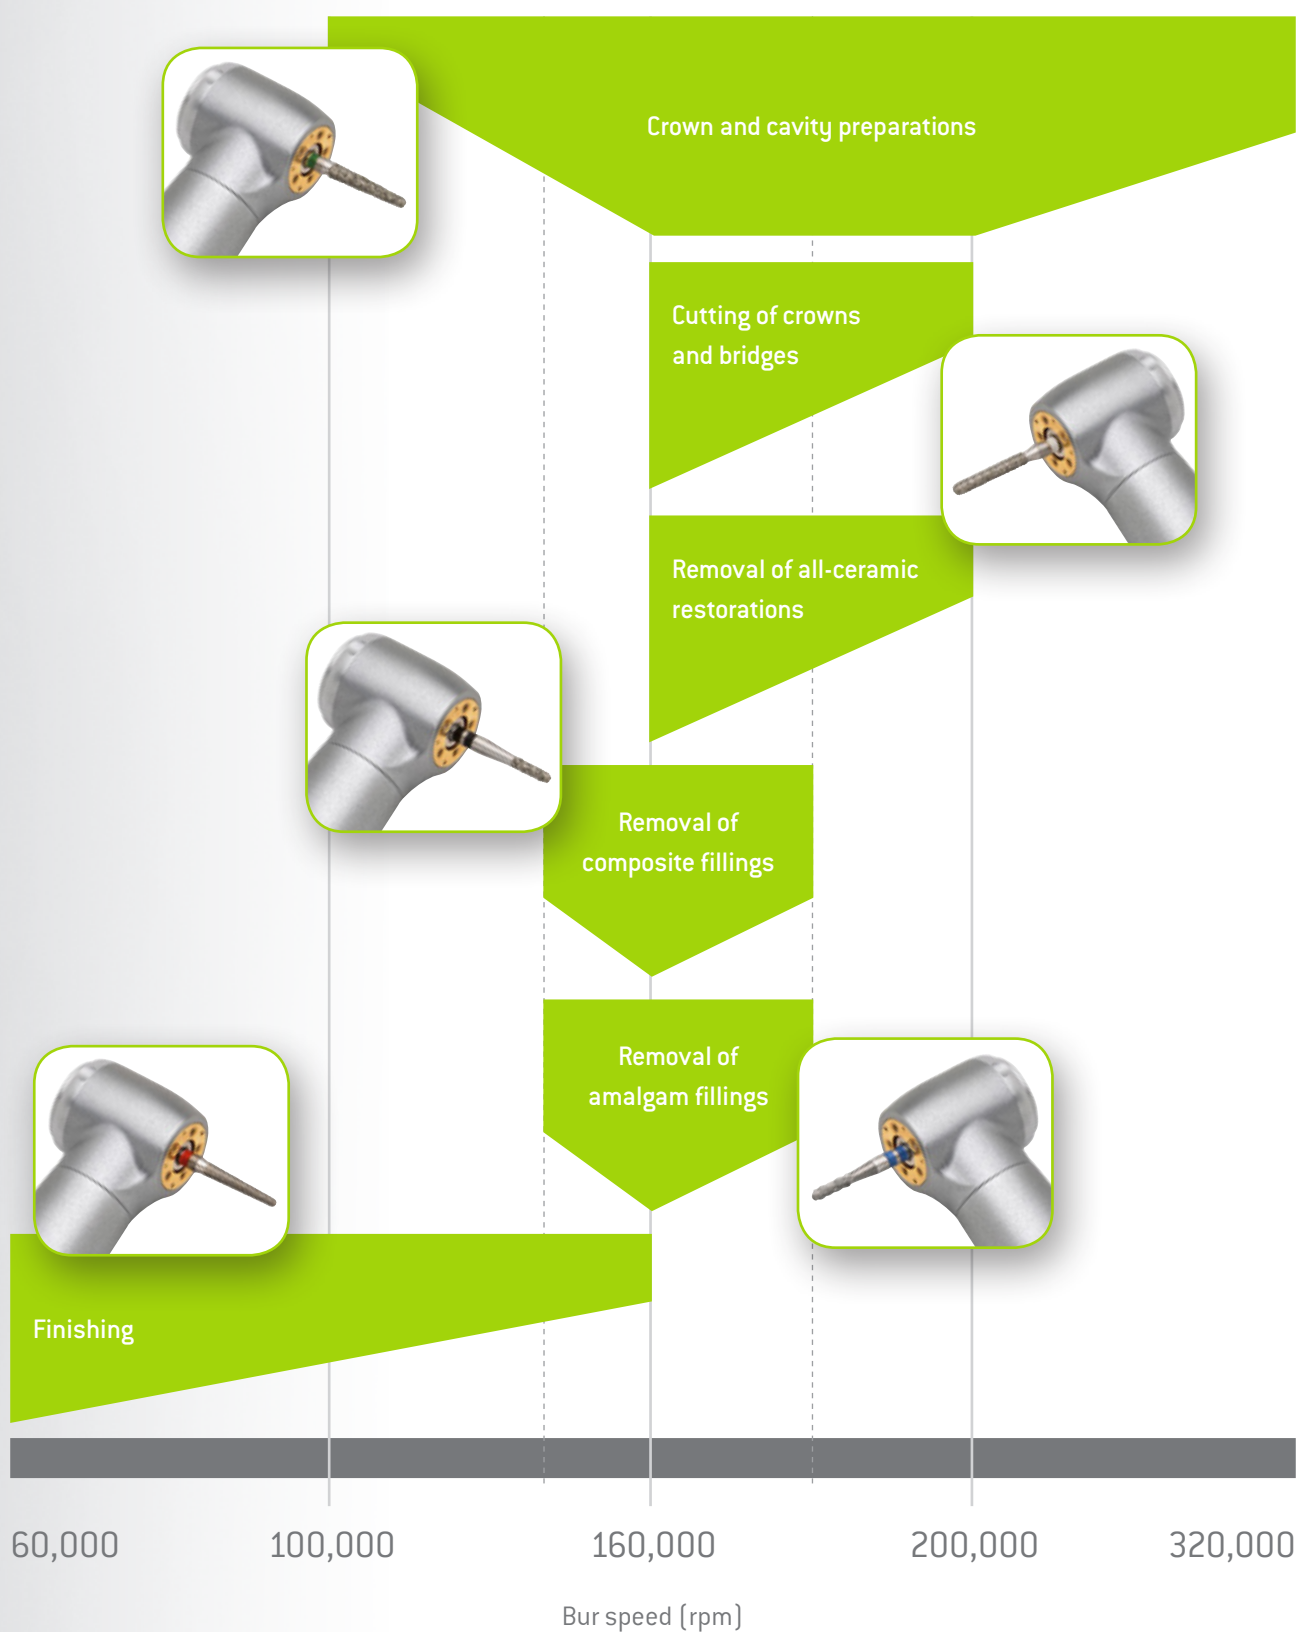 Crown and cavity preparations
Cutting of crowns
and bridges
Removal of all-ceramic
restorations
Removal of
composite fillings
Removal of
amalgam fillings
Finishing
60,000 100,000 160,000 200,000 320,000
Bur speed (rpm)